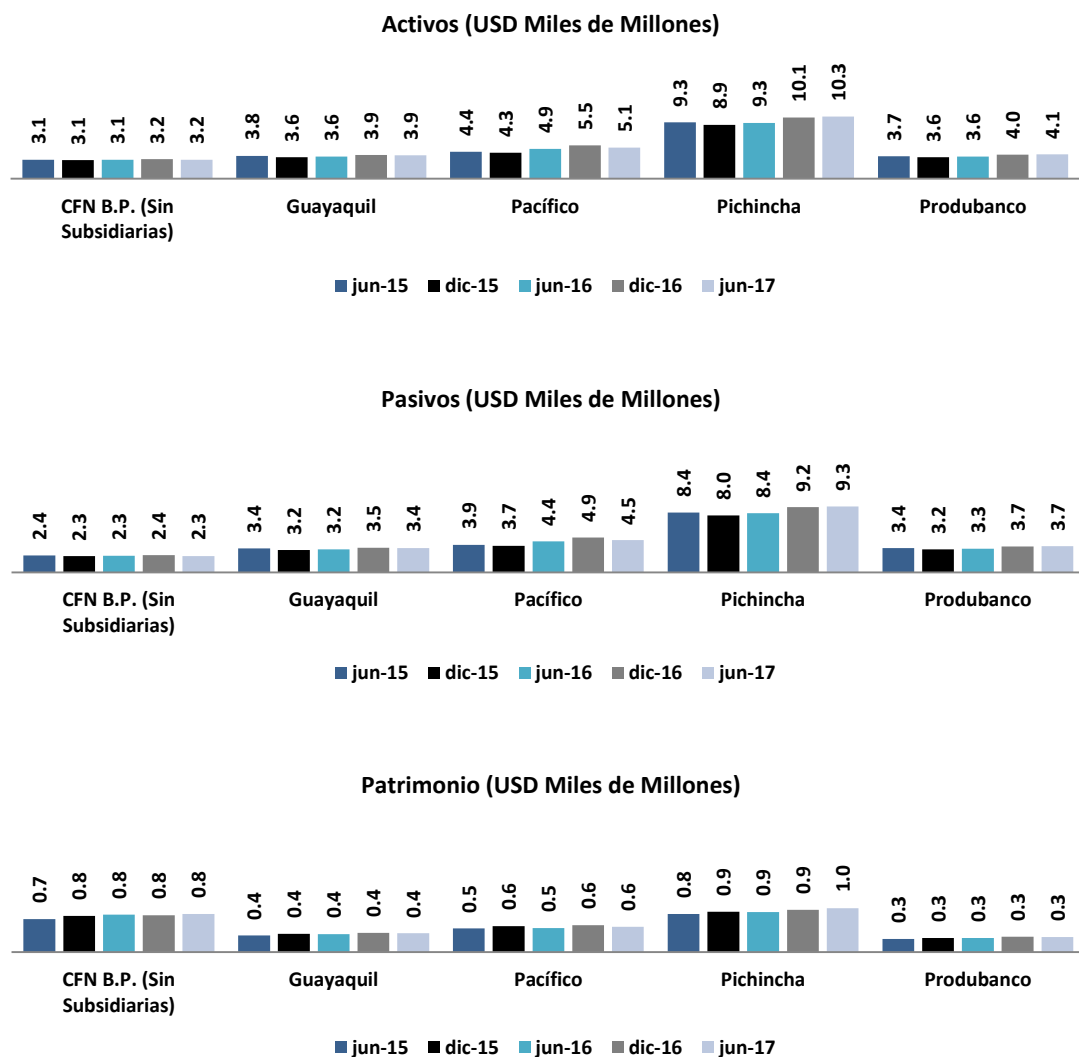 Activos (USD Miles de Millones)
3.1 3.1 3.1 3.2 3.2 3.8 3.6 3.6 3.9 3.9 4.4 4.3 4.9 5.5 5.1 9.3 8.9 9.3 10.1 10.3 3.7 3.6 3.6 4.0 4.1
CFN B.P. (Sin Subsidiarias) Guayaquil Pacífico Pichincha Produbanco
jun-15 dic-15 jun-16 dic-16 jun-17
Pasivos (USD Miles de Millones)
2.4 2.3 2.3 2.4 2.3 3.4 3.2 3.2 3.5 3.4 3.9 3.7 4.4 4.9 4.5 8.4 8.0 8.4 9.2 9.3 3.4 3.2 3.3 3.7 3.7
CFN B.P. (Sin Subsidiarias) Guayaquil Pacífico Pichincha Produbanco
jun-15 dic-15 jun-16 dic-16 jun-17
Patrimonio (USD Miles de Millones)
0.7 0.8 0.8 0.8 0.8 0.4 0.4 0.4 0.4 0.4 0.5 0.6 0.5 0.6 0.6 0.8 0.9 0.9 0.9 1.0 0.3 0.3 0.3 0.3 0.3
CFN B.P. (Sin Subsidiarias) Guayaquil Pacífico Pichincha Produbanco
jun-15 dic-15 jun-16 dic-16 jun-17